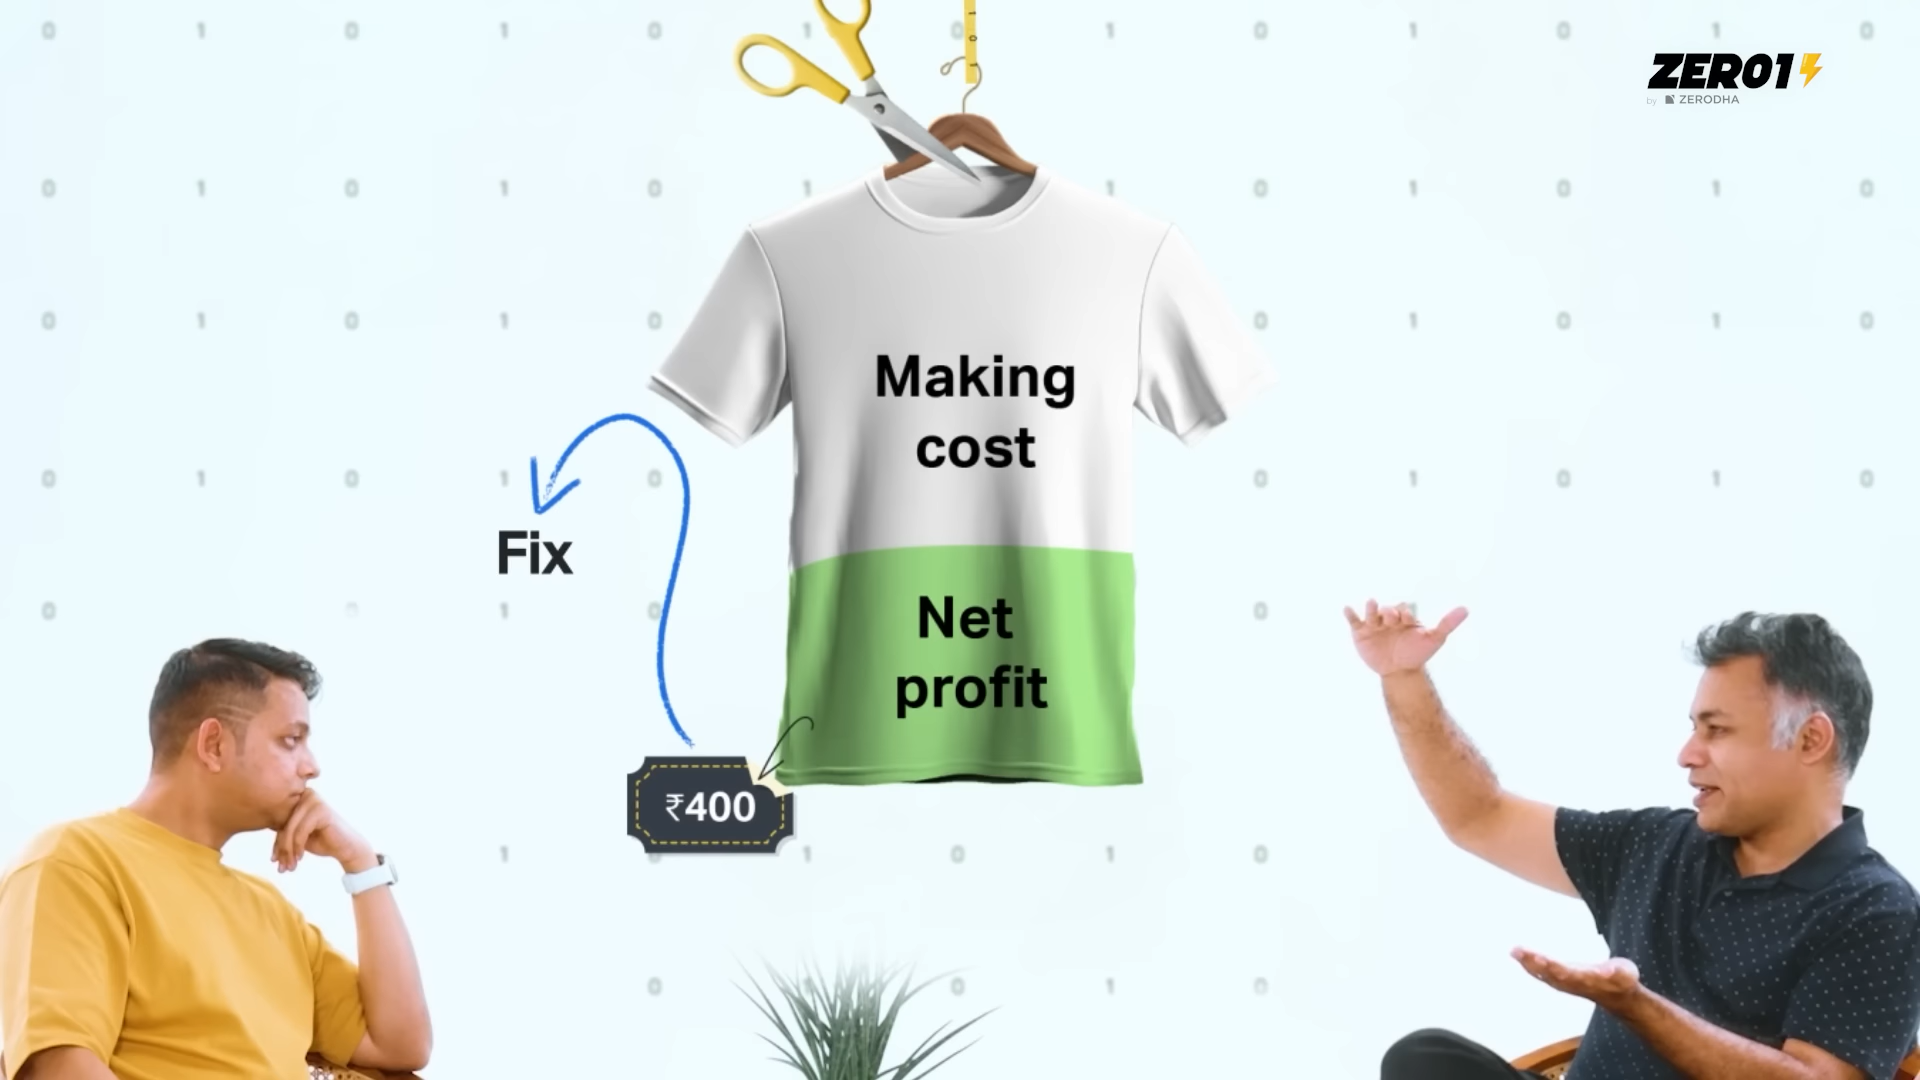 ZERO1
by ZERODHA
Making
cost
Fix
Net
profit
₹400